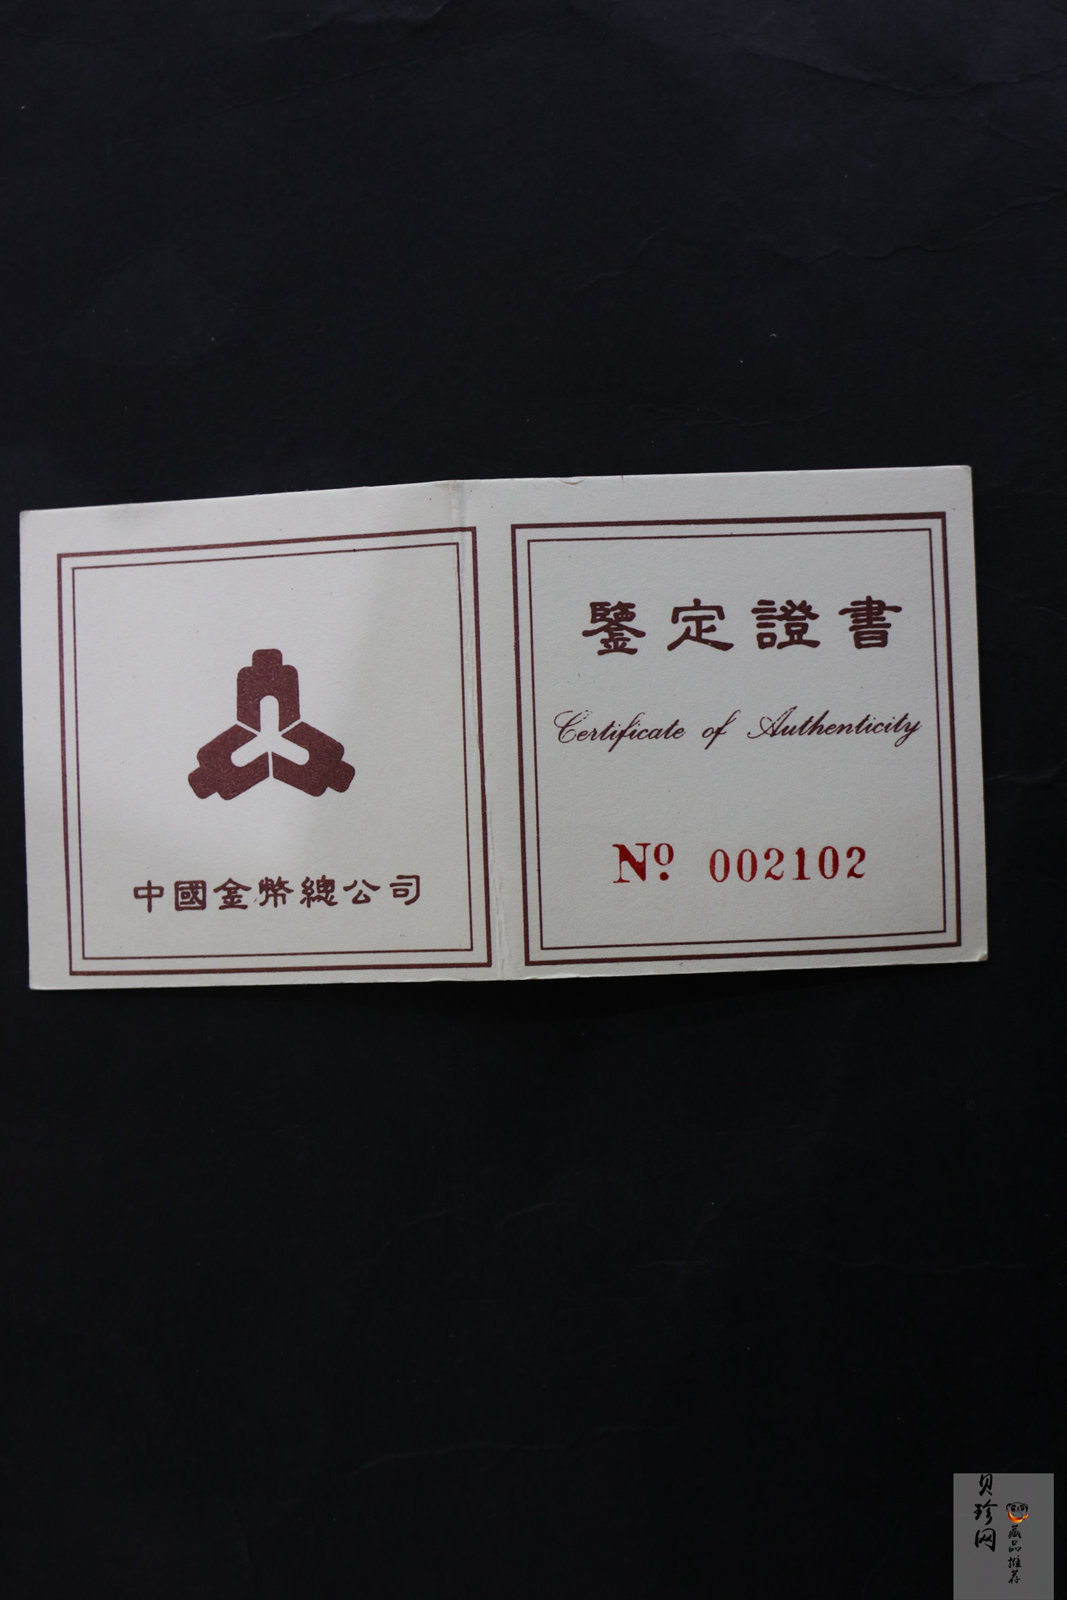 中國金幣總公司
鑒定證書
Certificate of Authenticity
Nº 002102
贝珍网
藏品推荐